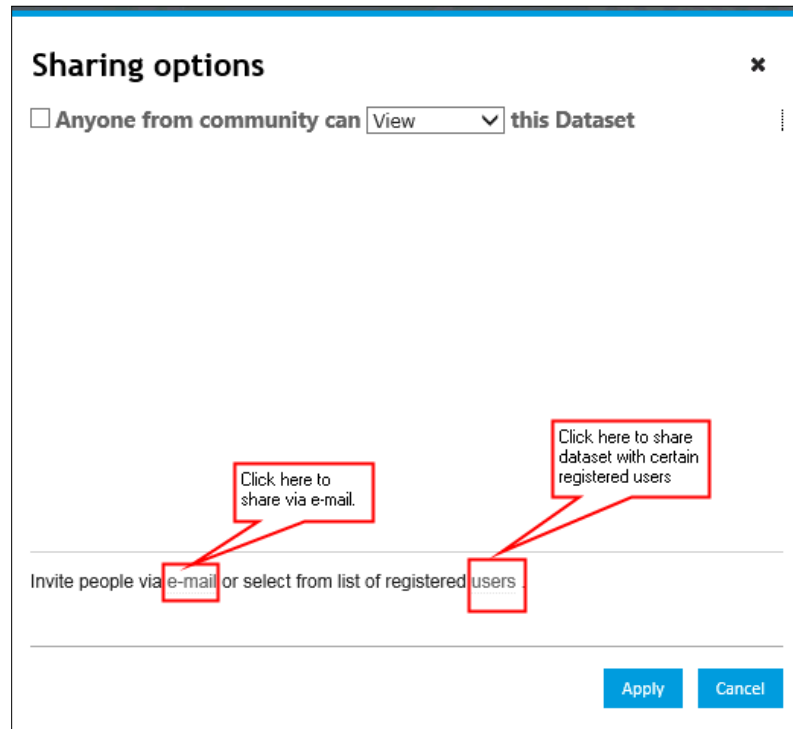 Sharing options
Anyone from community can View this Dataset
Click here to share
dataset with certain
registered users
Click here to
share via e-mail.
Invite people via e-mail or select from list of registered users .
Apply Cancel